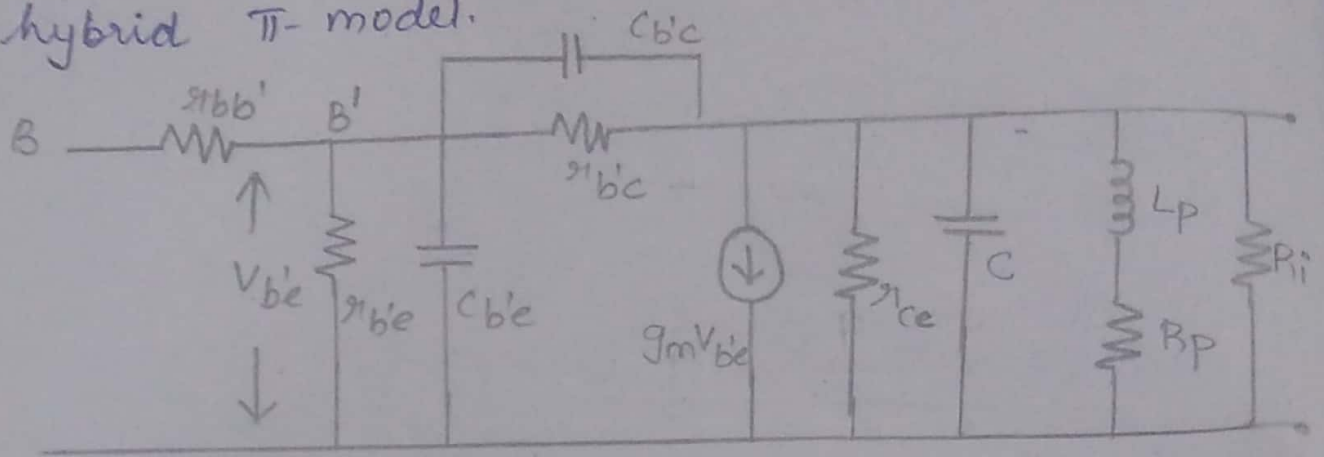 hybrid π- model.
Cb'c
rbb'
B'
B
rb'c
Vb'e
rb'e
Cb'e
gmVb'e
rce
C
Lp
Rp
Ri